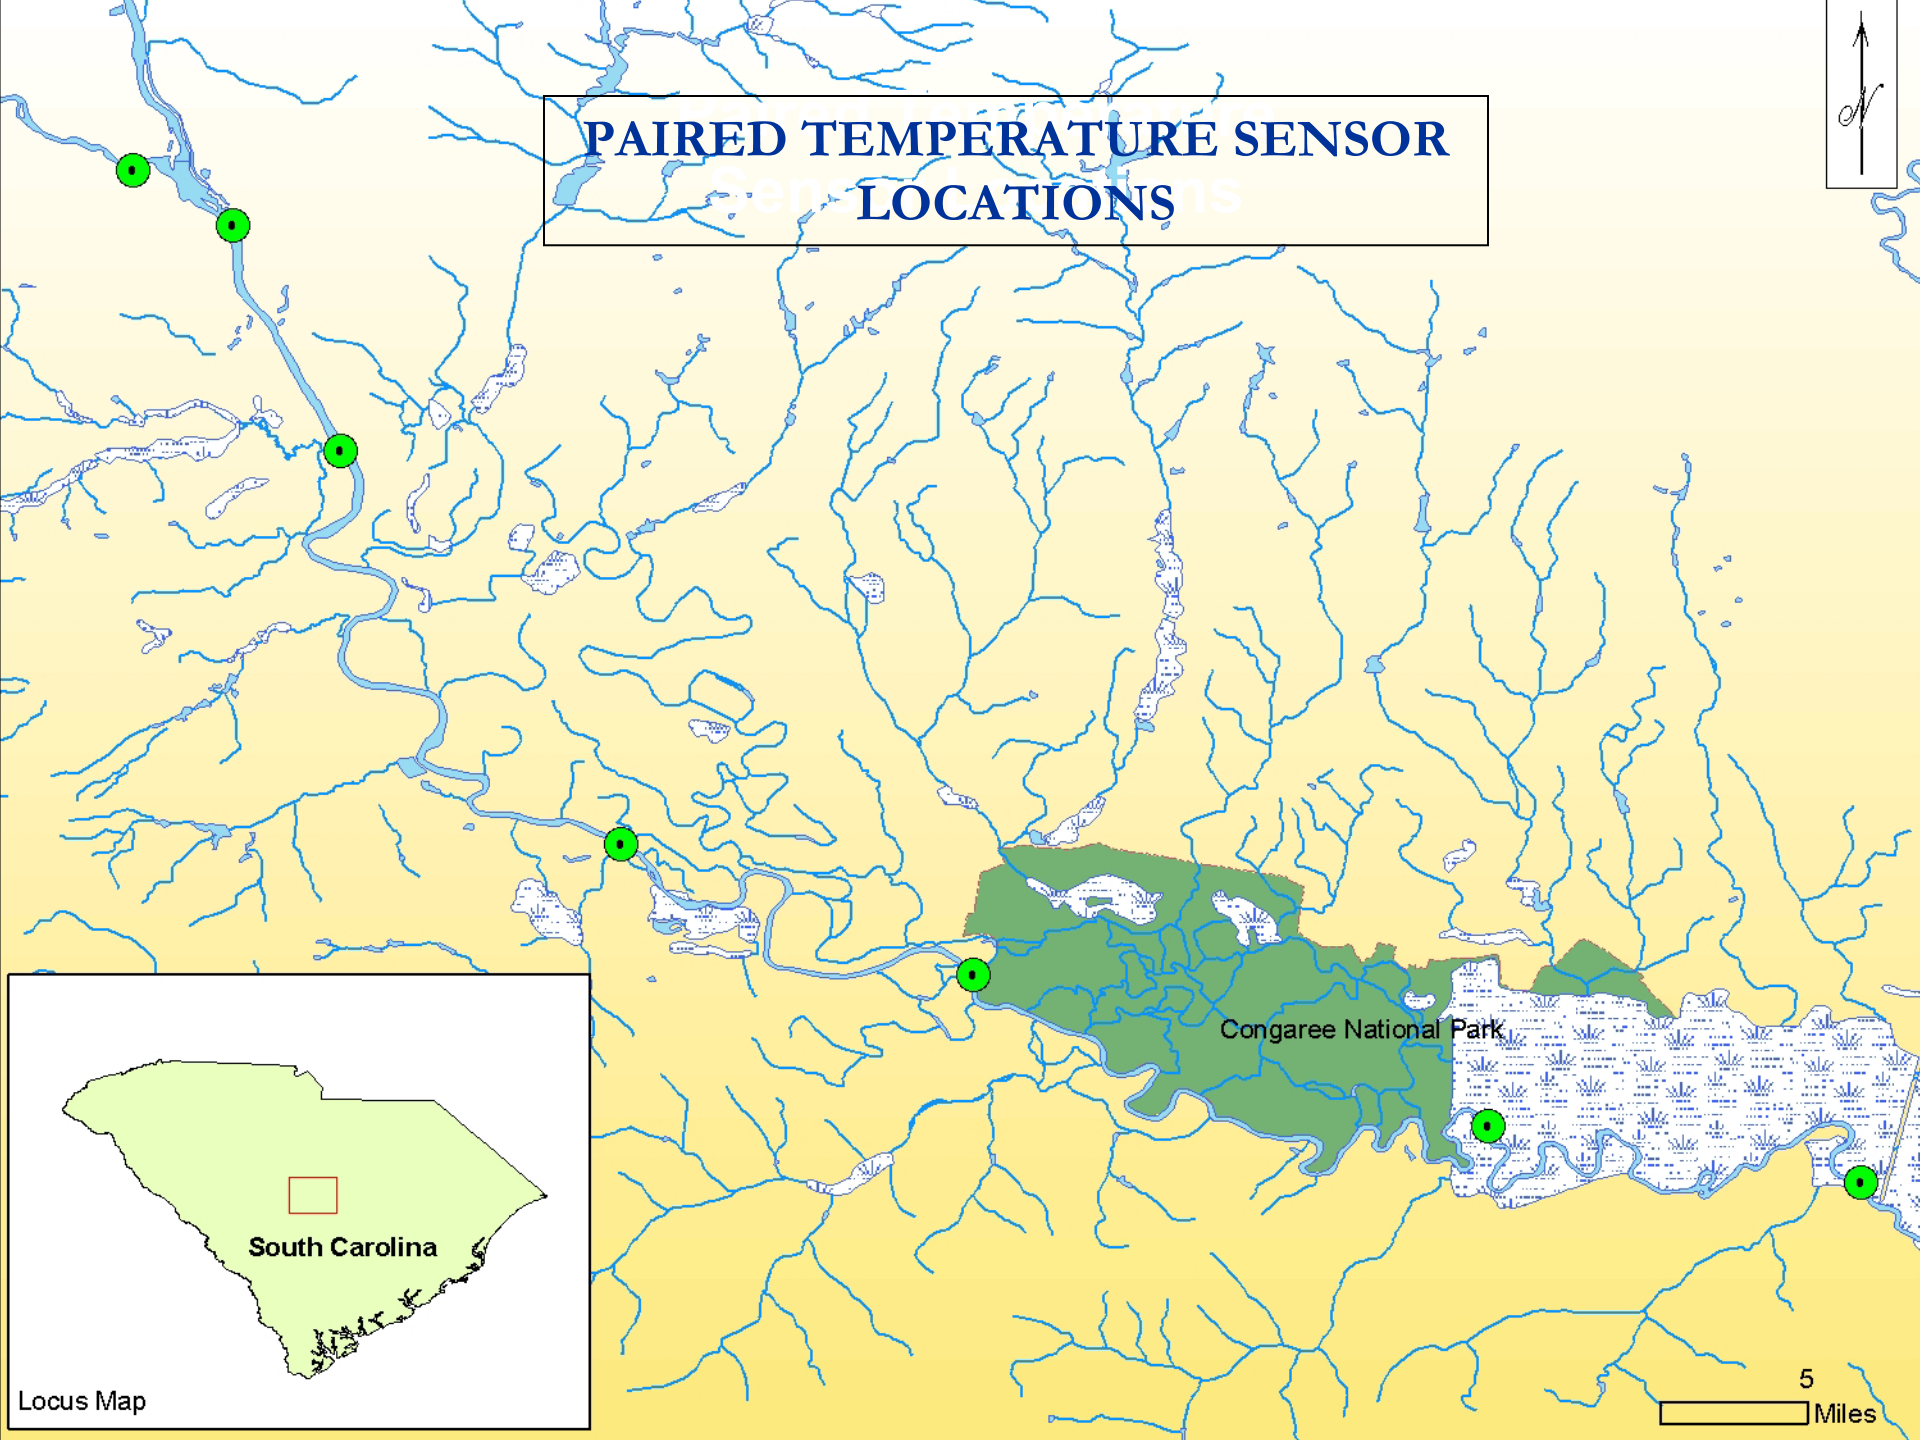 PAIRED TEMPERATURE SENSOR
LOCATIONS
N
Congaree National Park
South Carolina
Locus Map
5
Miles